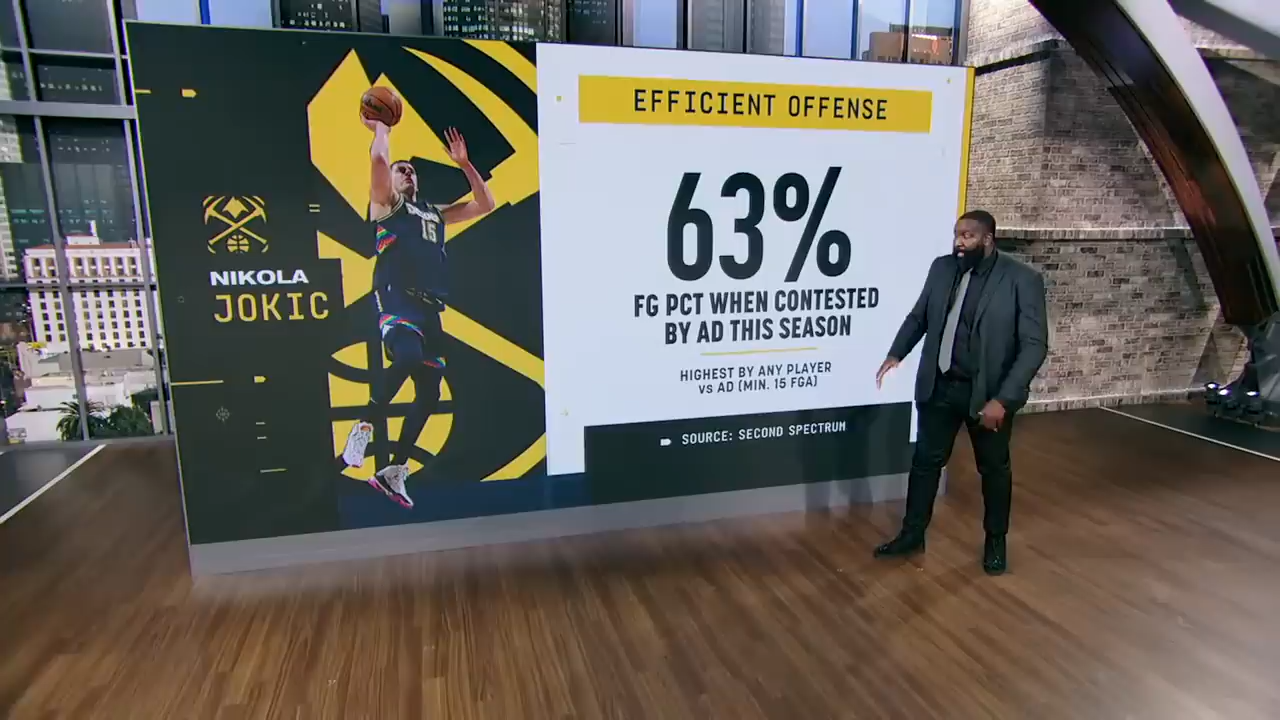 NIKOLA
JOKIC
15
EFFICIENT OFFENSE
63%
FG PCT WHEN CONTESTED
BY AD THIS SEASON
HIGHEST BY ANY PLAYER
vs AD (MIN. 15 FGA)
SOURCE: SECOND SPECTRUM